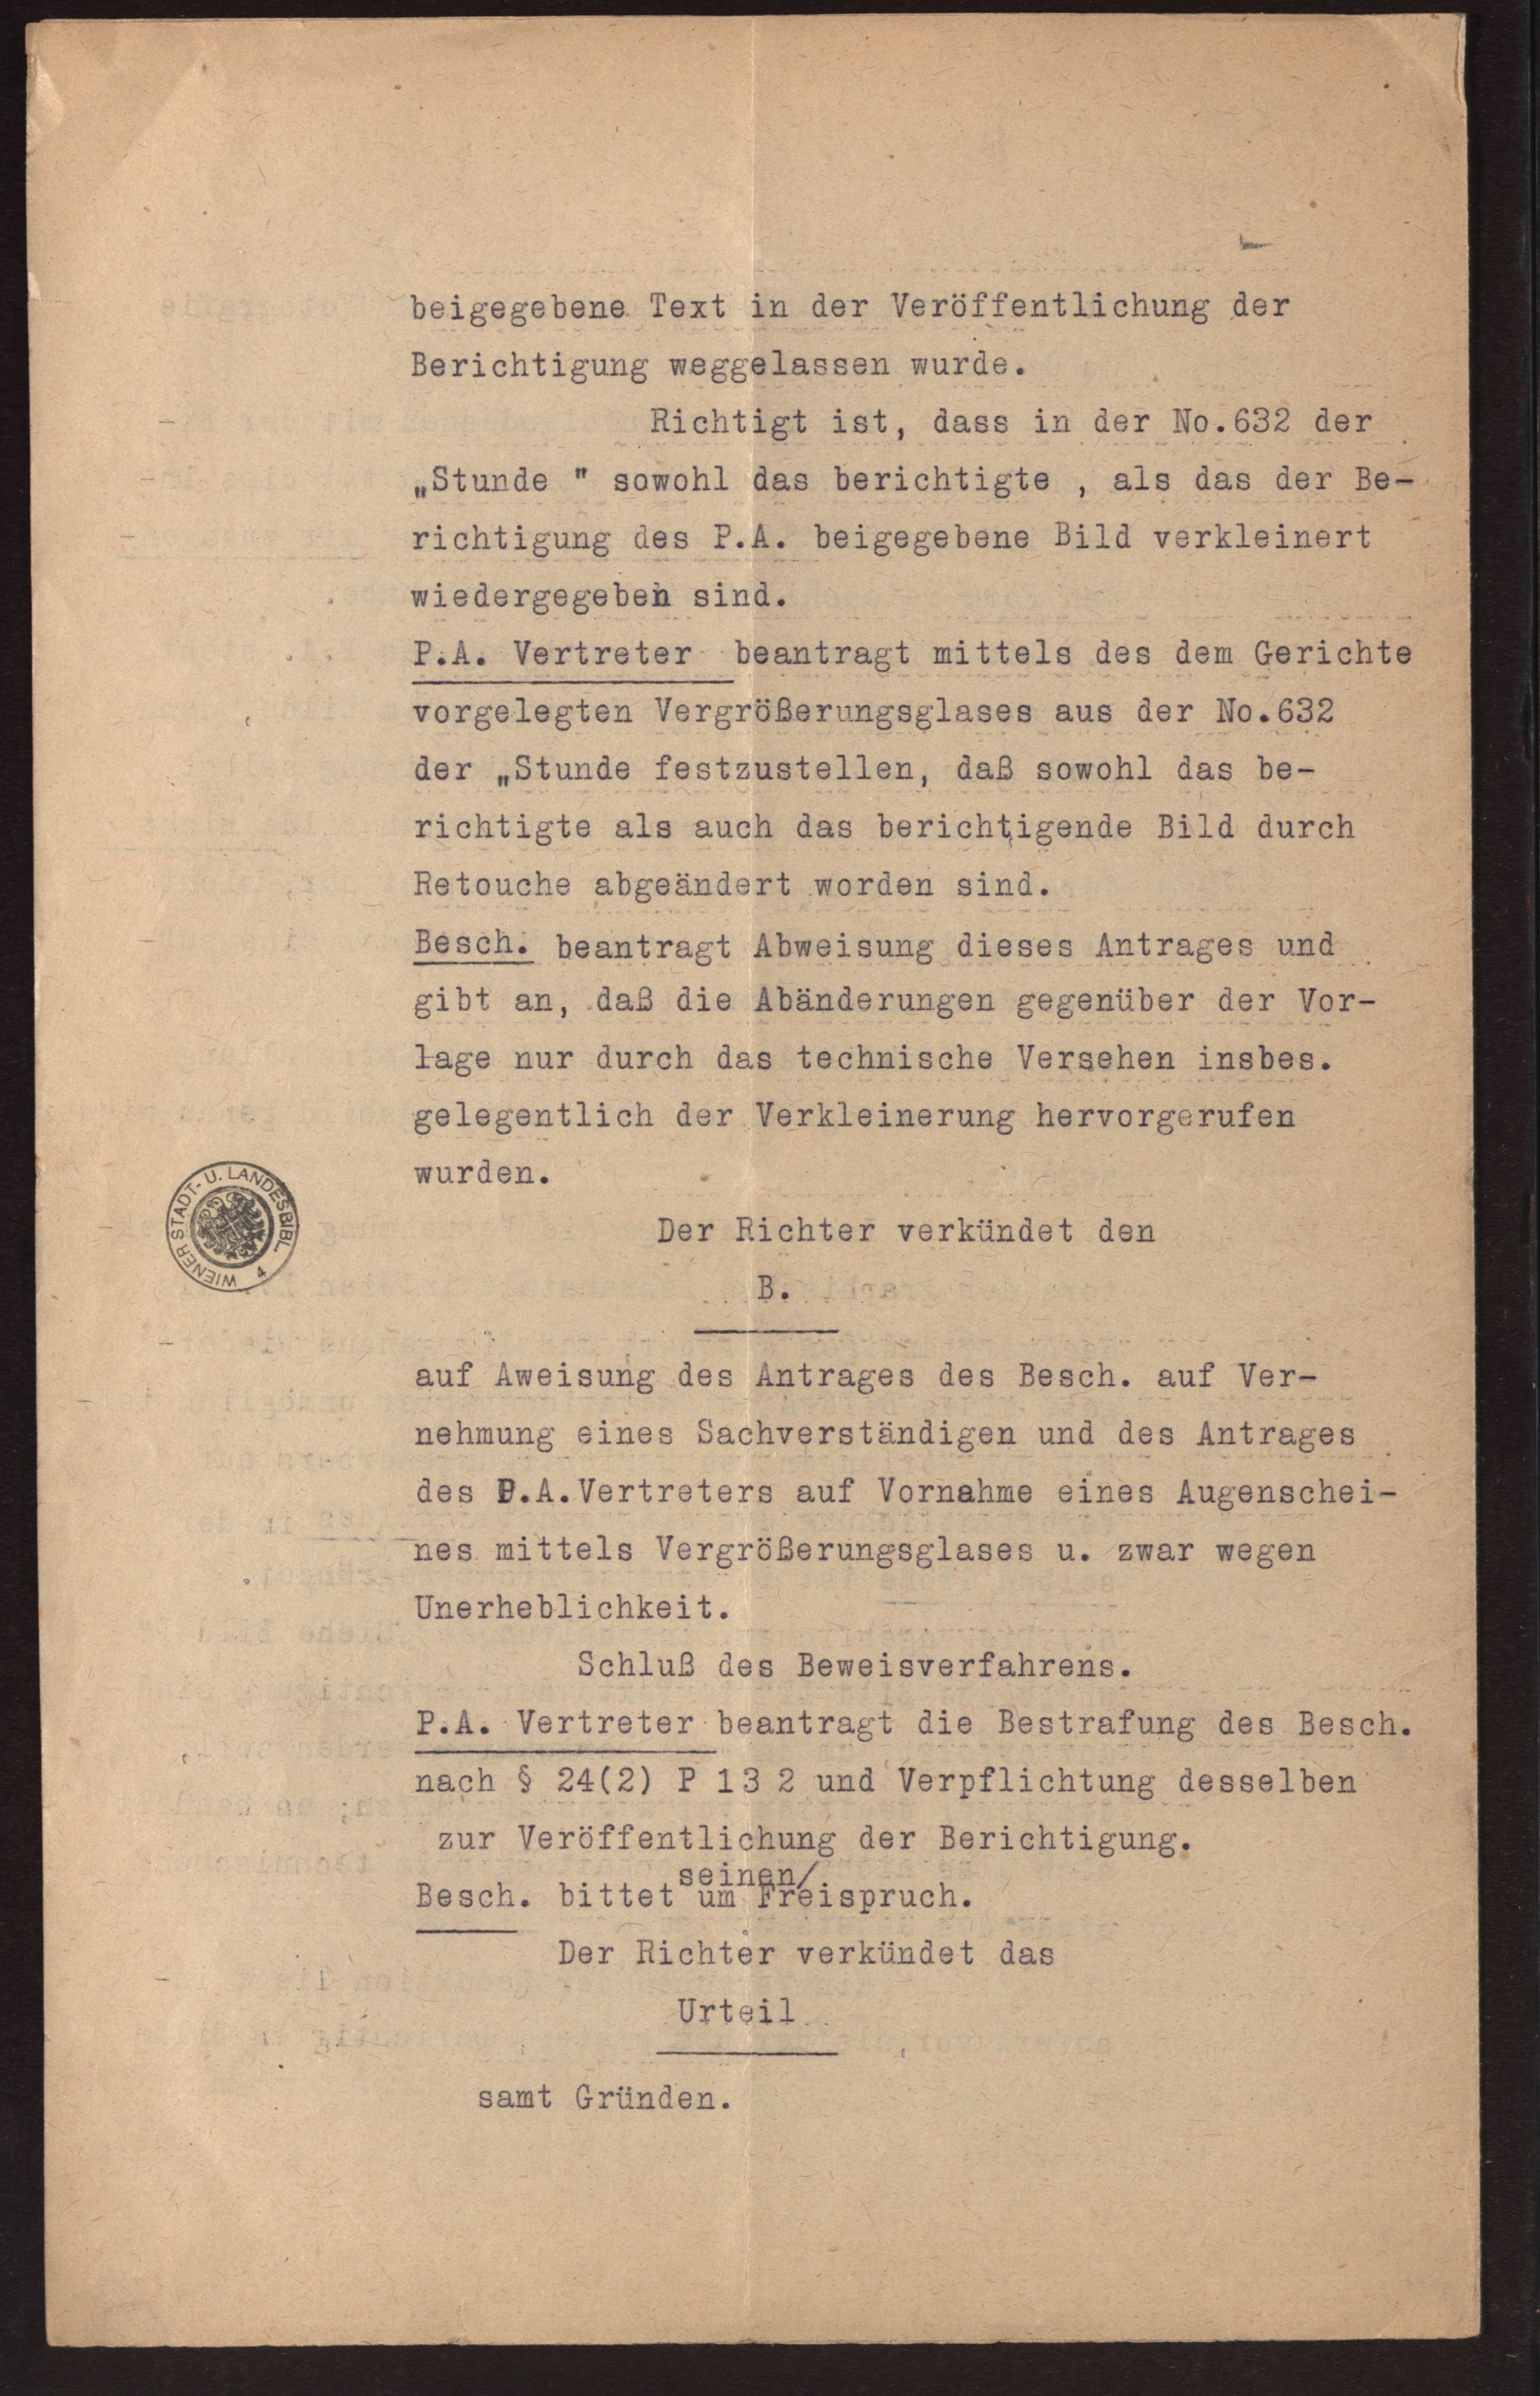 beigegebene Text in der Veröffentlichung der
Berichtigung weggelassen wurde.
Richtigt ist, dass in der No.632 der
„Stunde " sowohl das berichtigte , als das der Be-
richtigung des P.A. beigegebene Bild verkleinert
wiedergegeben sind.
P.A. Vertreter beantragt mittels des dem Gerichte
vorgelegten Vergrößerungsglases aus der No.632
der „Stunde festzustellen, daß sowohl das be-
richtigte als auch das berichtigende Bild durch
Retouche abgeändert worden sind.
Besch. beantragt Abweisung dieses Antrages und
gibt an, daß die Abänderungen gegenüber der Vor-
lage nur durch das technische Versehen insbes.
gelegentlich der Verkleinerung hervorgerufen
wurden.
WIENER STADT- U. LANDESBIBL. 4
Der Richter verkündet den
B.
auf Aweisung des Antrages des Besch. auf Ver-
nehmung eines Sachverständigen und des Antrages
des P.A.Vertreters auf Vornahme eines Augenschei-
nes mittels Vergrößerungsglases u. zwar wegen
Unerheblichkeit.
Schluß des Beweisverfahrens.
P.A. Vertreter beantragt die Bestrafung des Besch.
nach § 24(2) P 13 2 und Verpflichtung desselben
zur Veröffentlichung der Berichtigung.
seinen/
Besch. bittet um Freispruch.
Der Richter verkündet das
Urteil
samt Gründen.